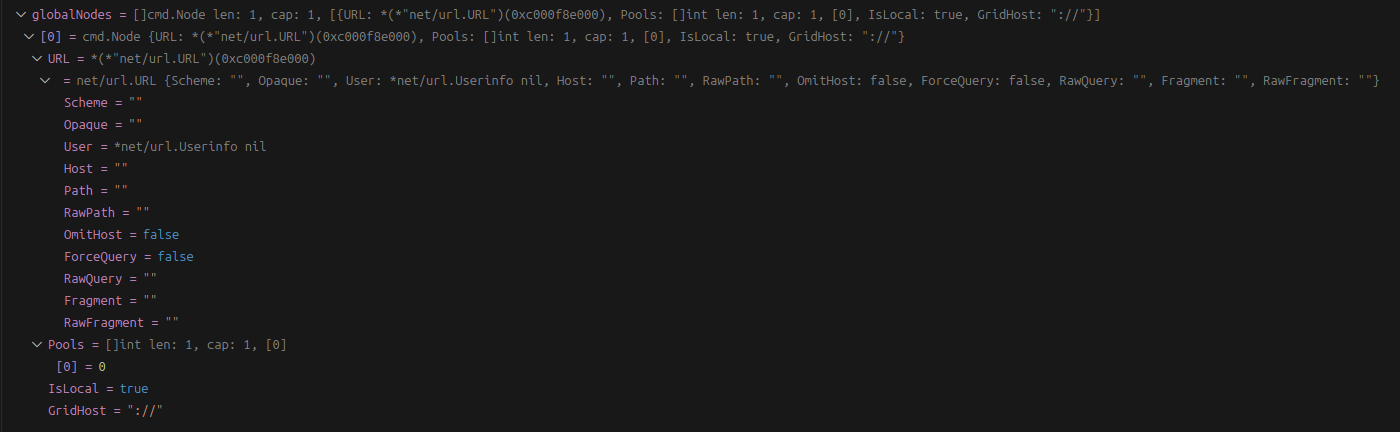 globalNodes = []cmd.Node len: 1, cap: 1, [{URL: *(*"net/url.URL")(0xc000f8e000), Pools: []int len: 1, cap: 1, [0], IsLocal: true, GridHost: "://"}]
[0] = cmd.Node {URL: *(*"net/url.URL")(0xc000f8e000), Pools: []int len: 1, cap: 1, [0], IsLocal: true, GridHost: "://"}
URL = *(*"net/url.URL")(0xc000f8e000)
= net/url.URL {Scheme: "", Opaque: "", User: *net/url.Userinfo nil, Host: "", Path: "", RawPath: "", OmitHost: false, ForceQuery: false, RawQuery: "", Fragment: "", RawFragment: ""}
Scheme = ""
Opaque = ""
User = *net/url.Userinfo nil
Host = ""
Path = ""
RawPath = ""
OmitHost = false
ForceQuery = false
RawQuery = ""
Fragment = ""
RawFragment = ""
Pools = []int len: 1, cap: 1, [0]
[0] = 0
IsLocal = true
GridHost = "://"